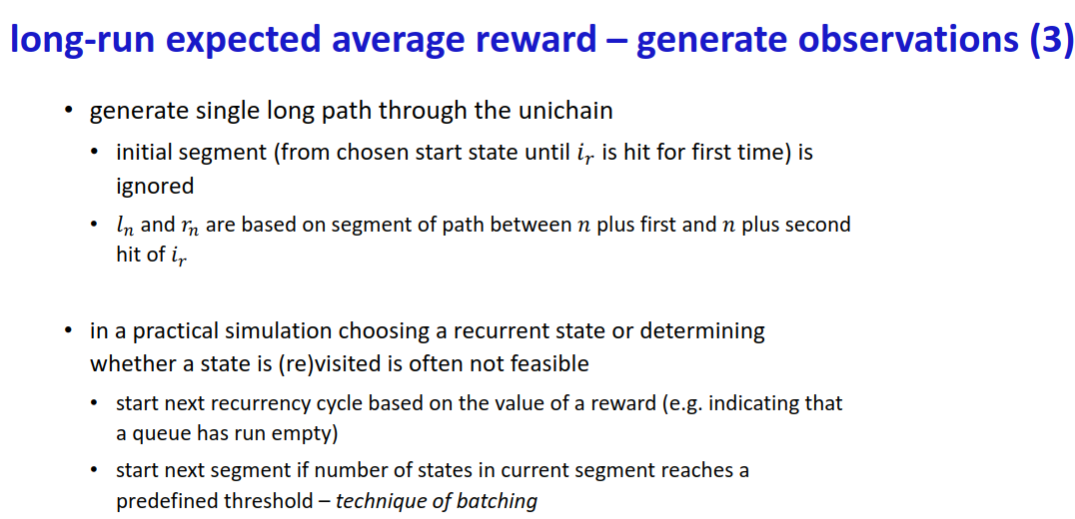 long-run expected average reward – generate observations (3)
• generate single long path through the unichain
• initial segment (from chosen start state until iᵣ is hit for first time) is
ignored
• lₙ and rₙ are based on segment of path between n plus first and n plus second
hit of iᵣ
• in a practical simulation choosing a recurrent state or determining
whether a state is (re)visited is often not feasible
• start next recurrency cycle based on the value of a reward (e.g. indicating that
a queue has run empty)
• start next segment if number of states in current segment reaches a
predefined threshold – technique of batching